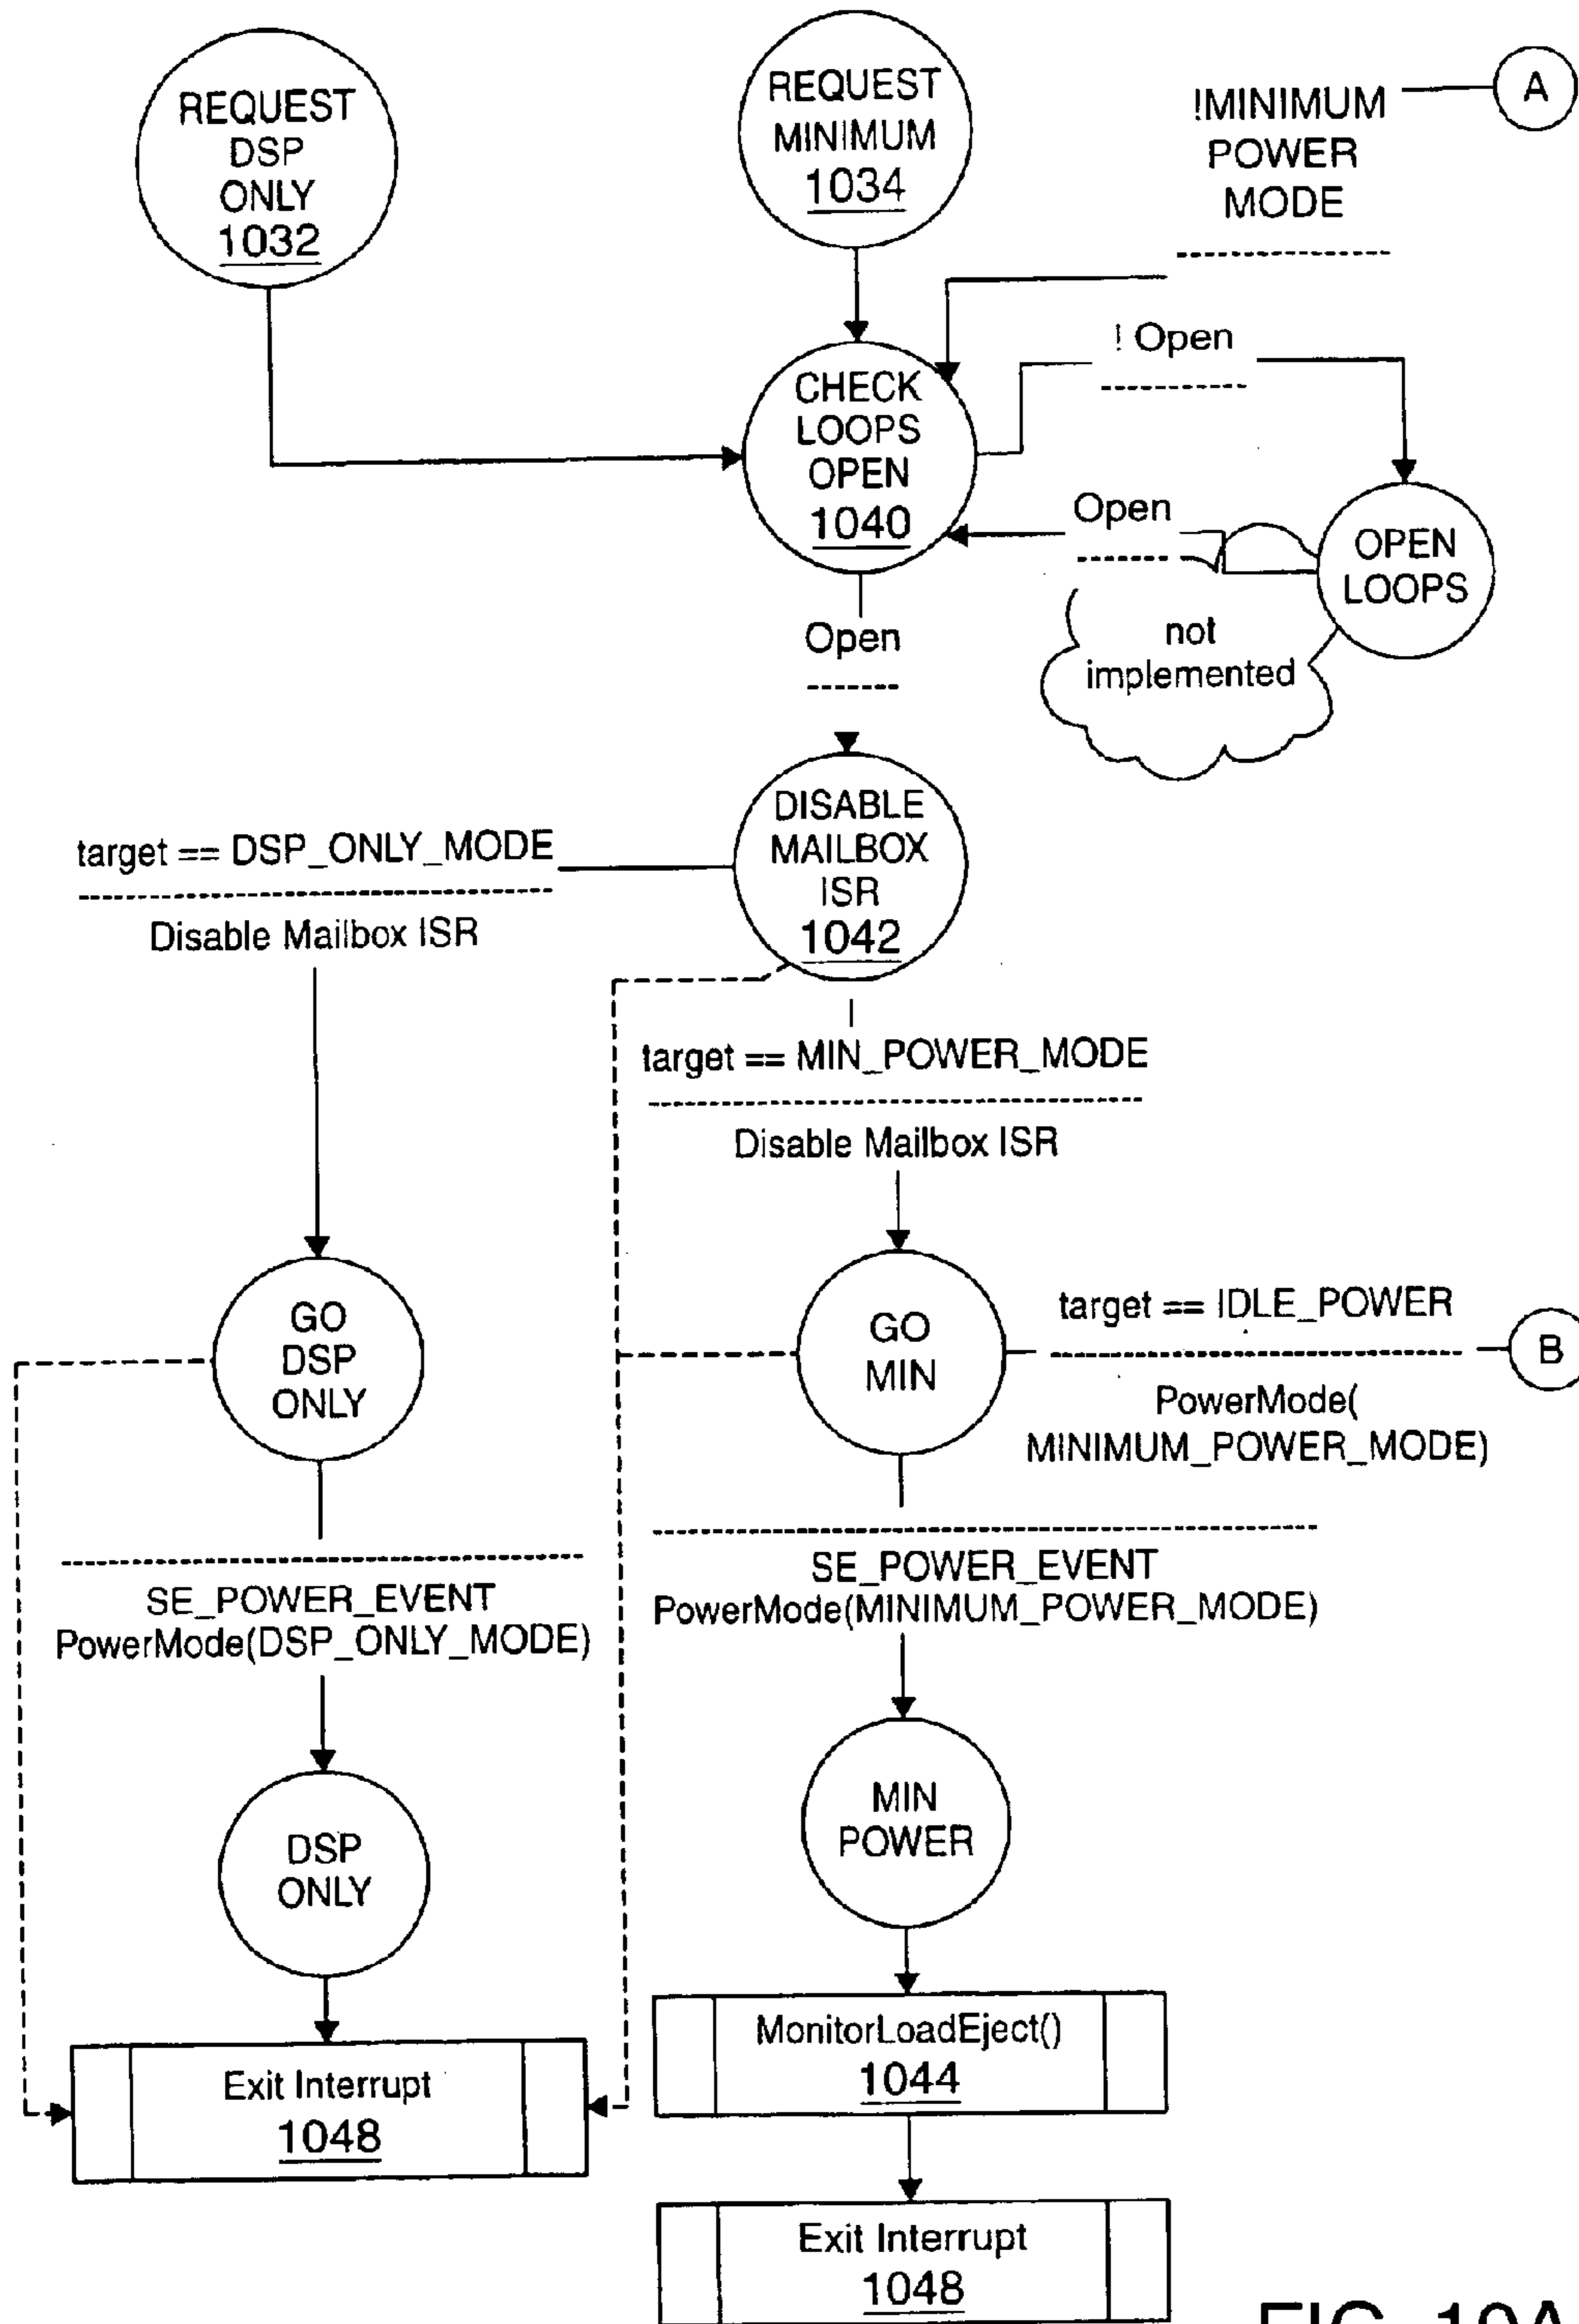 REQUEST
DSP
ONLY
1032
REQUEST
MINIMUM
1034
!MINIMUM
POWER
MODE
A
! Open
CHECK
LOOPS
OPEN
1040
Open
OPEN
LOOPS
not
implemented
Open
DISABLE
MAILBOX
ISR
1042
target == DSP_ONLY_MODE
Disable Mailbox ISR
target == MIN_POWER_MODE
Disable Mailbox ISR
GO
DSP
ONLY
GO
MIN
target == IDLE_POWER
B
PowerMode(
MINIMUM_POWER_MODE)
SE_POWER_EVENT
PowerMode(DSP_ONLY_MODE)
SE_POWER_EVENT
PowerMode(MINIMUM_POWER_MODE)
MIN
POWER
DSP
ONLY
MonitorLoadEject()
1044
Exit Interrupt
1048
Exit Interrupt
1048